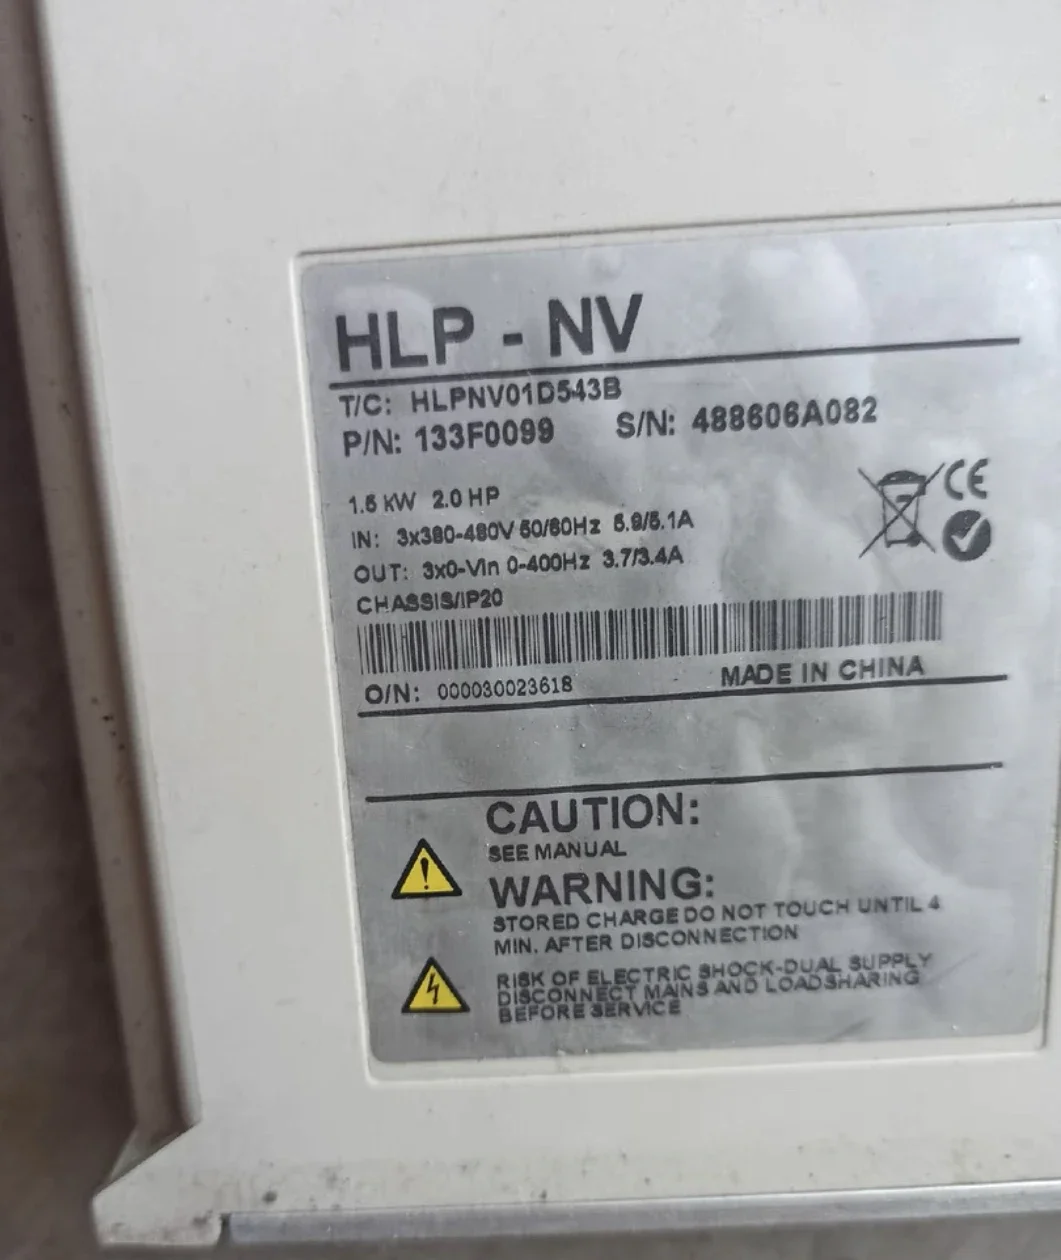 HLP - NV
T/C: HLPNV01D543B
P/N: 133F0099 S/N: 488606A082
1.5 KW 2.0 HP
IN: 3x380-480V 50/60Hz 5.9/5.1A
OUT: 3x0-Vin 0-400Hz 3.7/3.4A
CHASSIS/IP20
CE
O/N: 000030023618 MADE IN CHINA
CAUTION:
SEE MANUAL
WARNING:
STORED CHARGE DO NOT TOUCH UNTIL 4
MIN. AFTER DISCONNECTION
RISK OF ELECTRIC SHOCK-DUAL SUPPLY
DISCONNECT MAINS AND LOADSHARING
BEFORE SERVICE